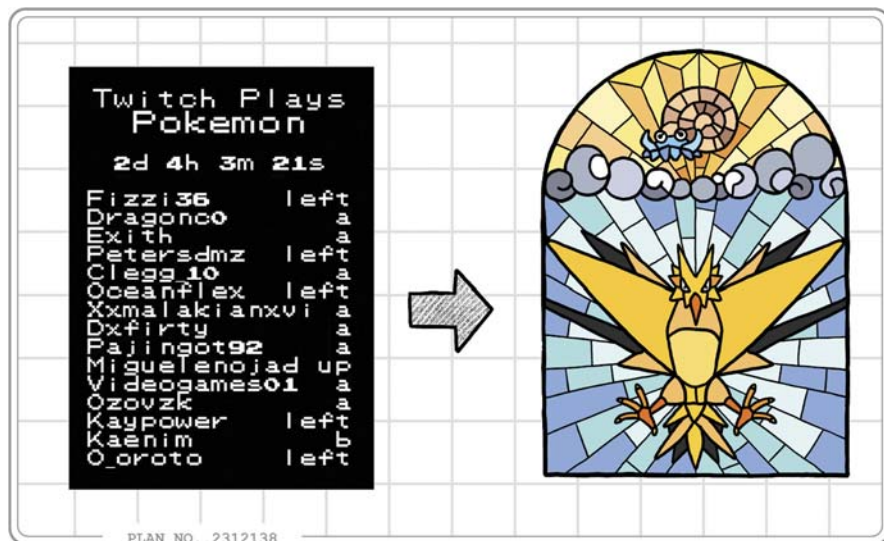 Twitch Plays
Pokemon
2d 4h 3m 21s
Fizzi36 left
Dragonc0 a
Exith a
Petersdmz left
Clegg_10 a
Oceanflex left
Xxmalakianxvi a
Dxfirty a
Pajingot92 a
Miguelenojad up
Videogames01 a
Ozovzk a
Kaypower left
Kaenim b
O_oroto left
PLAN NO. 2312138